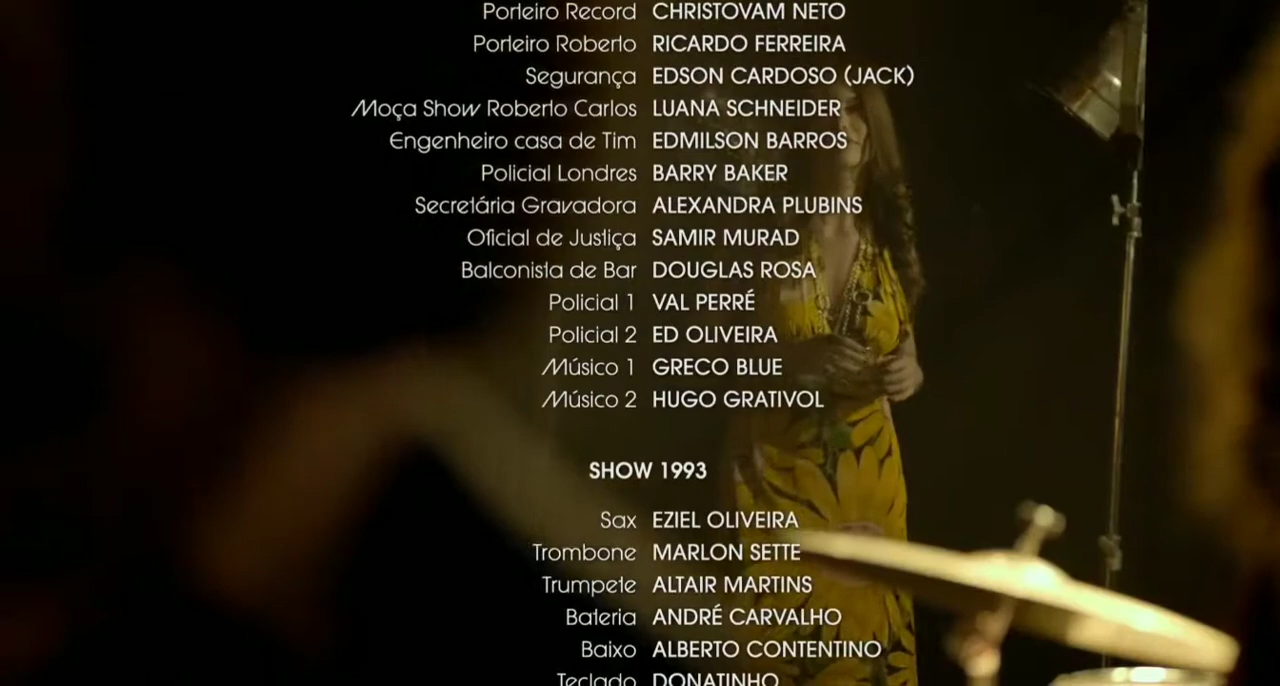 Porteiro Record CHRISTOVAM NETO
Porteiro Roberto RICARDO FERREIRA
Segurança EDSON CARDOSO (JACK)
Moça Show Roberto Carlos LUANA SCHNEIDER
Engenheiro casa de Tim EDMILSON BARROS
Policial Londres BARRY BAKER
Secretária Gravadora ALEXANDRA PLUBINS
Oficial de Justiça SAMIR MURAD
Balconista de Bar DOUGLAS ROSA
Policial 1 VAL PERRÉ
Policial 2 ED OLIVEIRA
Músico 1 GRECO BLUE
Músico 2 HUGO GRATIVOL
SHOW 1993
Sax EZIEL OLIVEIRA
Trombone MARLON SETTE
Trumpete ALTAIR MARTINS
Bateria ANDRÉ CARVALHO
Baixo ALBERTO CONTENTINO
Teclado DONATINHO